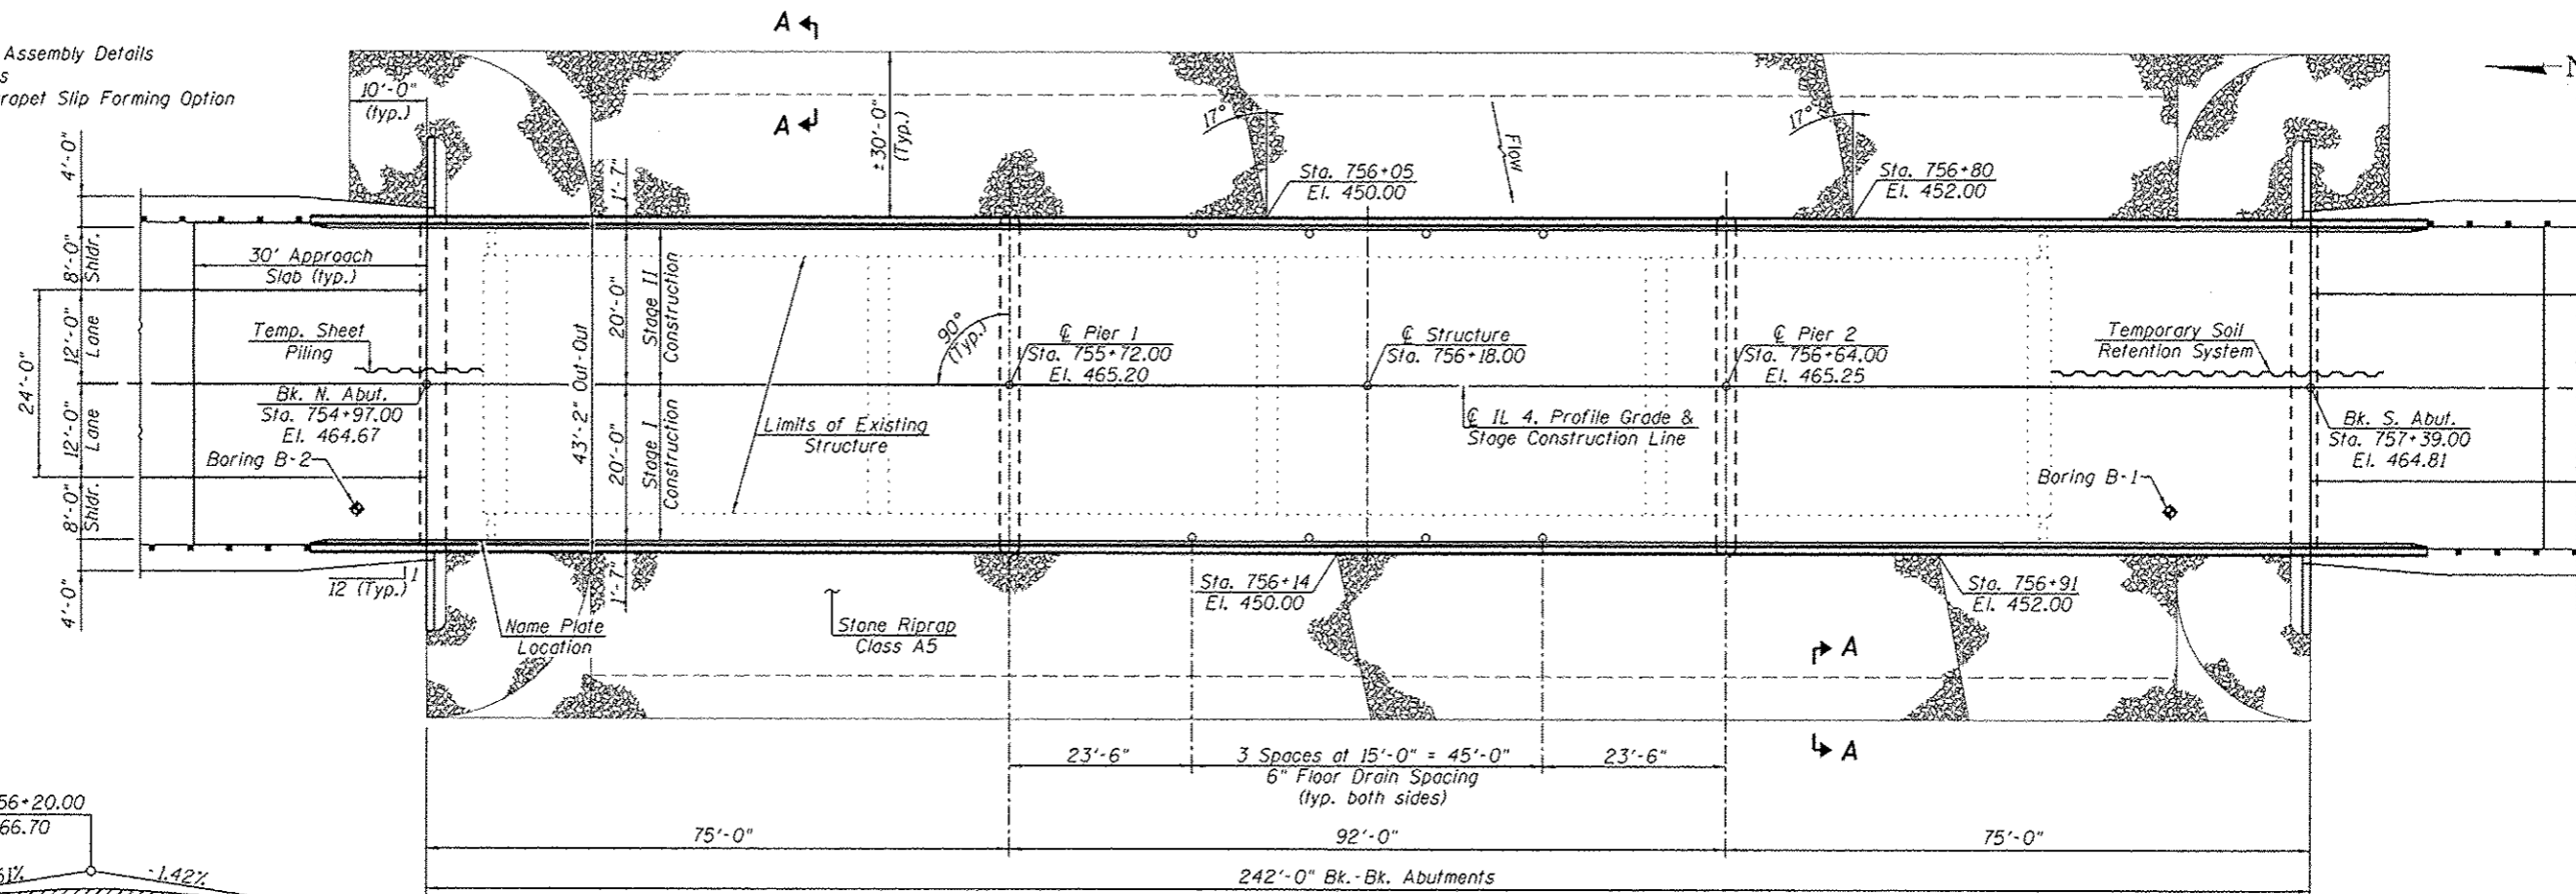 Assembly Details
s
rapet Slip Forming Option
A
A
10'-0"
(typ.)
±30'-0"
(Typ.)
1'-7"
17°
17°
Flow
N
Sta. 756+05
El. 450.00
Sta. 756+80
El. 452.00
4'-0"
8'-0"
Shldr.
12'-0"
Lane
24'-0"
12'-0"
Lane
8'-0"
Shldr.
4'-0"
30' Approach
Slab (typ.)
Temp. Sheet
Piling
Bk. N. Abut.
Sta. 754+97.00
El. 464.67
Boring B-2
43'-2" Out-Out
20'-0"
Stage II
Construction
20'-0"
Stage I
Construction
1'-7"
90°
(Typ.)
℄ Pier 1
Sta. 755+72.00
El. 465.20
℄ Structure
Sta. 756+18.00
℄ Pier 2
Sta. 756+64.00
El. 465.25
Temporary Soil
Retention System
Limits of Existing
Structure
℄ IL 4, Profile Grade &
Stage Construction Line
Bk. S. Abut.
Sta. 757+39.00
El. 464.81
Boring B-1
1
12 (Typ.)
Name Plate
Location
Stone Riprap
Class A5
Sta. 756+14
El. 450.00
Sta. 756+91
El. 452.00
A
A
23'-6"
3 Spaces at 15'-0" = 45'-0"
23'-6"
6" Floor Drain Spacing
(typ. both sides)
75'-0"
92'-0"
75'-0"
242'-0" Bk.-Bk. Abutments
56+20.00
66.70
61%
-1.42%